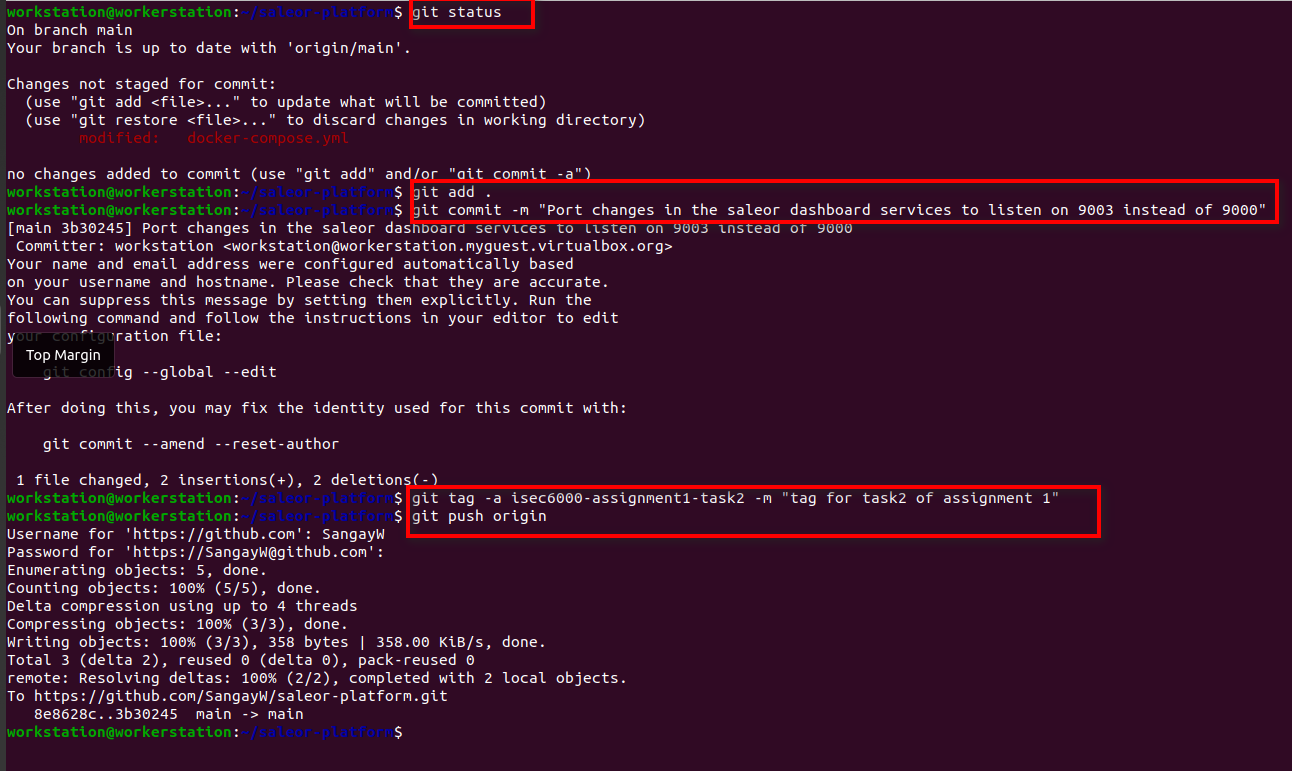 workstation@workerstation:~/saleor-platform$ git status
On branch main
Your branch is up to date with 'origin/main'.
Changes not staged for commit:
  (use "git add <file>..." to update what will be committed)
  (use "git restore <file>..." to discard changes in working directory)
        modified:   docker-compose.yml
no changes added to commit (use "git add" and/or "git commit -a")
workstation@workerstation:~/saleor-platform$ git add .
workstation@workerstation:~/saleor-platform$ git commit -m "Port changes in the saleor dashboard services to listen on 9003 instead of 9000"
[main 3b30245] Port changes in the saleor dashboard services to listen on 9003 instead of 9000
 Committer: workstation <workstation@workerstation.myguest.virtualbox.org>
Your name and email address were configured automatically based
on your username and hostname. Please check that they are accurate.
You can suppress this message by setting them explicitly. Run the
following command and follow the instructions in your editor to edit
your configuration file:
Top Margin
    git config --global --edit
After doing this, you may fix the identity used for this commit with:
    git commit --amend --reset-author
 1 file changed, 2 insertions(+), 2 deletions(-)
workstation@workerstation:~/saleor-platform$ git tag -a isec6000-assignment1-task2 -m "tag for task2 of assignment 1"
workstation@workerstation:~/saleor-platform$ git push origin
Username for 'https://github.com': SangayW
Password for 'https://SangayW@github.com':
Enumerating objects: 5, done.
Counting objects: 100% (5/5), done.
Delta compression using up to 4 threads
Compressing objects: 100% (3/3), done.
Writing objects: 100% (3/3), 358 bytes | 358.00 KiB/s, done.
Total 3 (delta 2), reused 0 (delta 0), pack-reused 0
remote: Resolving deltas: 100% (2/2), completed with 2 local objects.
To https://github.com/SangayW/saleor-platform.git
   8e8628c..3b30245  main -> main
workstation@workerstation:~/saleor-platform$